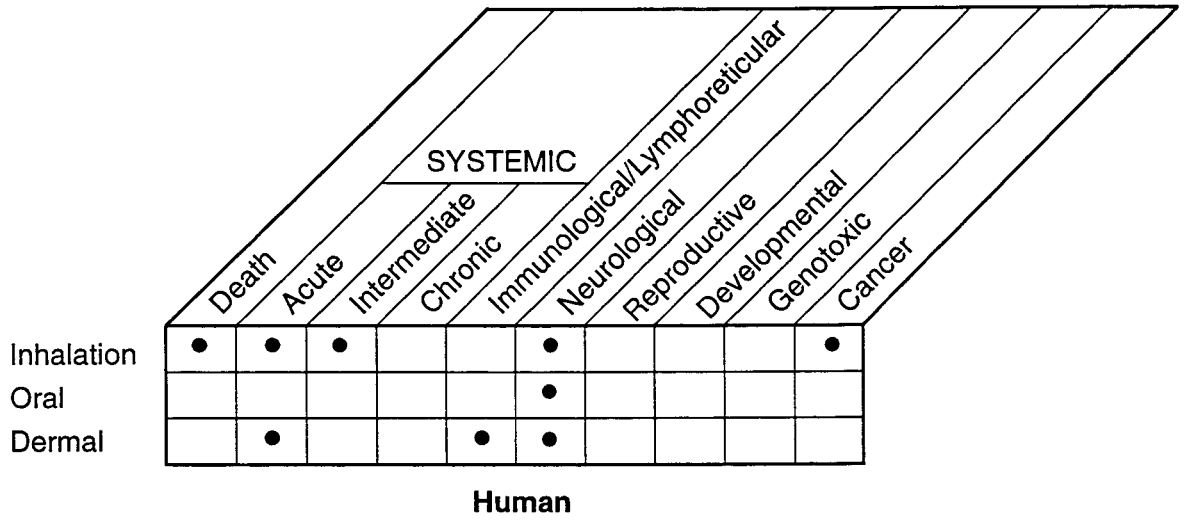 SYSTEMIC
Death
Acute
Intermediate
Chronic
Immunological/Lymphoreticular
Neurological
Reproductive
Developmental
Genotoxic
Cancer
Inhalation
Oral
Dermal
Human